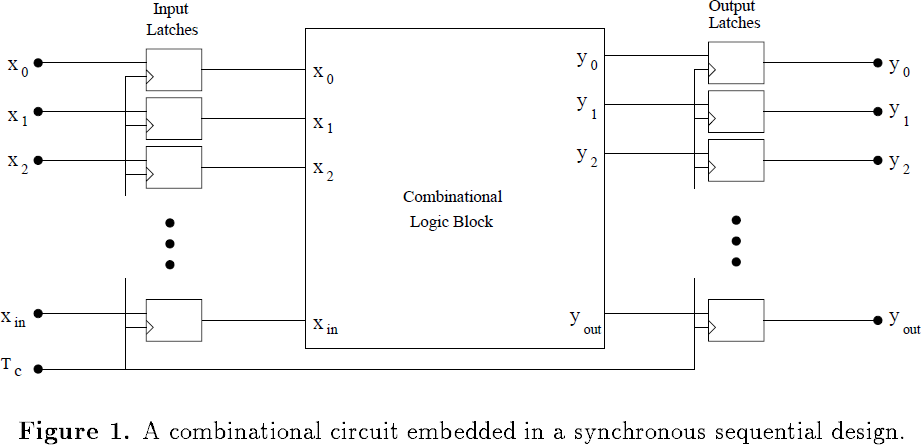 Input
Latches
Output
Latches
x0
x0
y0
y0
x1
x1
y1
y1
x2
x2
y2
y2
Combinational
Logic Block
xin
xin
yout
yout
Tc
Figure 1. A combinational circuit embedded in a synchronous sequential design.